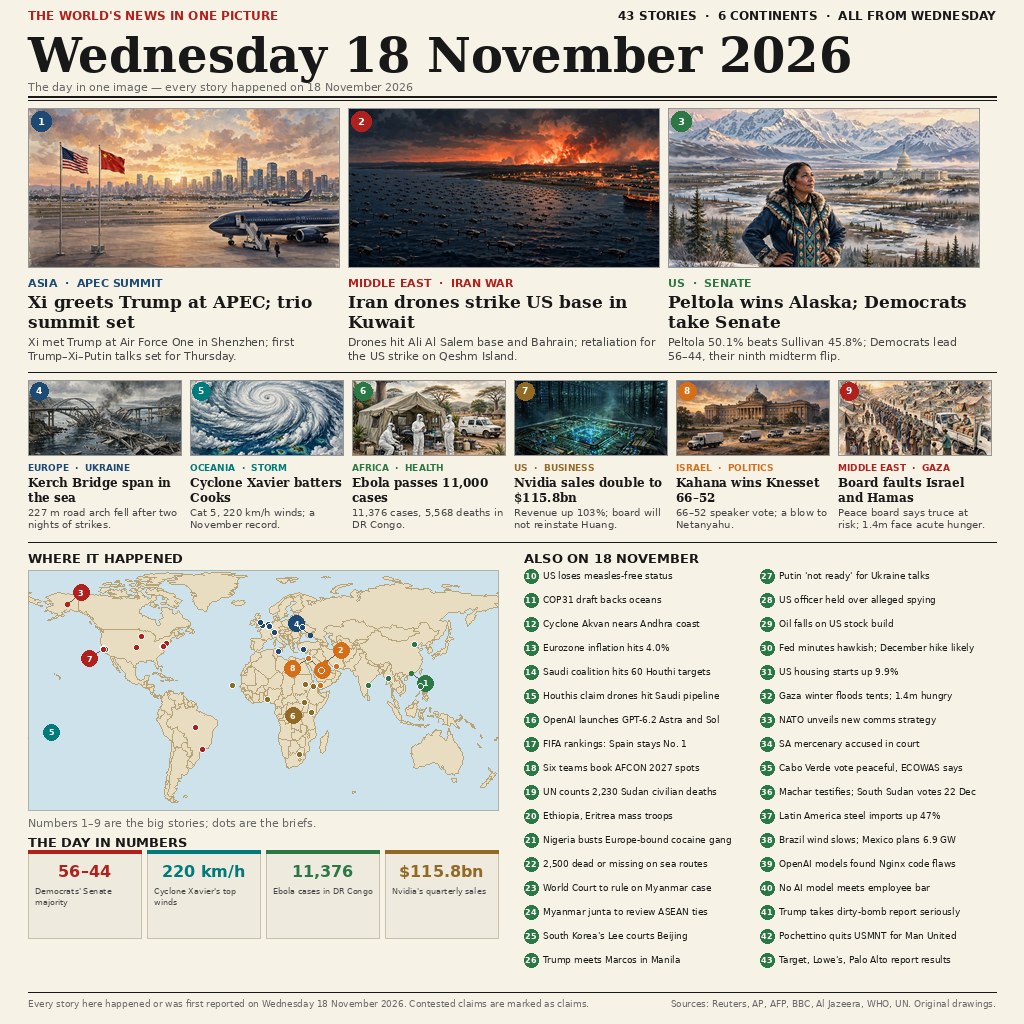 THE WORLD'S NEWS IN ONE PICTURE
43 STORIES · 6 CONTINENTS · ALL FROM WEDNESDAY
Wednesday 18 November 2026
The day in one image — every story happened on 18 November 2026
1
ASIA · APEC SUMMIT
Xi greets Trump at APEC; trio
summit set
Xi met Trump at Air Force One in Shenzhen; first
Trump–Xi–Putin talks set for Thursday.
2
MIDDLE EAST · IRAN WAR
Iran drones strike US base in
Kuwait
Drones hit Ali Al Salem base and Bahrain; retaliation for
the US strike on Qeshm Island.
3
US · SENATE
Peltola wins Alaska; Democrats
take Senate
Peltola 50.1% beats Sullivan 45.8%; Democrats lead
56–44, their ninth midterm flip.
4
EUROPE · UKRAINE
Kerch Bridge span in
the sea
227 m road arch fell after two
nights of strikes.
5
OCEANIA · STORM
Cyclone Xavier batters
Cooks
Cat 5, 220 km/h winds; a
November record.
6
AFRICA · HEALTH
Ebola passes 11,000
cases
11,376 cases, 5,568 deaths in
DR Congo.
7
US · BUSINESS
Nvidia sales double to
$115.8bn
Revenue up 103%; board will
not reinstate Huang.
8
ISRAEL · POLITICS
Kahana wins Knesset
66–52
66–52 speaker vote; a blow to
Netanyahu.
9
MIDDLE EAST · GAZA
Board faults Israel
and Hamas
Peace board says truce at
risk; 1.4m face acute hunger.
WHERE IT HAPPENED
3
4
7
2
8
1
6
5
Numbers 1–9 are the big stories; dots are the briefs.
THE DAY IN NUMBERS
56–44
Democrats' Senate
majority
220 km/h
Cyclone Xavier's top
winds
11,376
Ebola cases in DR Congo
$115.8bn
Nvidia's quarterly sales
ALSO ON 18 NOVEMBER
10 US loses measles-free status
11 COP31 draft backs oceans
12 Cyclone Akvan nears Andhra coast
13 Eurozone inflation hits 4.0%
14 Saudi coalition hits 60 Houthi targets
15 Houthis claim drones hit Saudi pipeline
16 OpenAI launches GPT-6.2 Astra and Sol
17 FIFA rankings: Spain stays No. 1
18 Six teams book AFCON 2027 spots
19 UN counts 2,230 Sudan civilian deaths
20 Ethiopia, Eritrea mass troops
21 Nigeria busts Europe-bound cocaine gang
22 2,500 dead or missing on sea routes
23 World Court to rule on Myanmar case
24 Myanmar junta to review ASEAN ties
25 South Korea's Lee courts Beijing
26 Trump meets Marcos in Manila
27 Putin 'not ready' for Ukraine talks
28 US officer held over alleged spying
29 Oil falls on US stock build
30 Fed minutes hawkish; December hike likely
31 US housing starts up 9.9%
32 Gaza winter floods tents; 1.4m hungry
33 NATO unveils new comms strategy
34 SA mercenary accused in court
35 Cabo Verde vote peaceful, ECOWAS says
36 Machar testifies; South Sudan votes 22 Dec
37 Latin America steel imports up 47%
38 Brazil wind slows; Mexico plans 6.9 GW
39 OpenAI models found Nginx code flaws
40 No AI model meets employee bar
41 Trump takes dirty-bomb report seriously
42 Pochettino quits USMNT for Man United
43 Target, Lowe's, Palo Alto report results
Every story here happened or was first reported on Wednesday 18 November 2026. Contested claims are marked as claims.
Sources: Reuters, AP, AFP, BBC, Al Jazeera, WHO, UN. Original drawings.